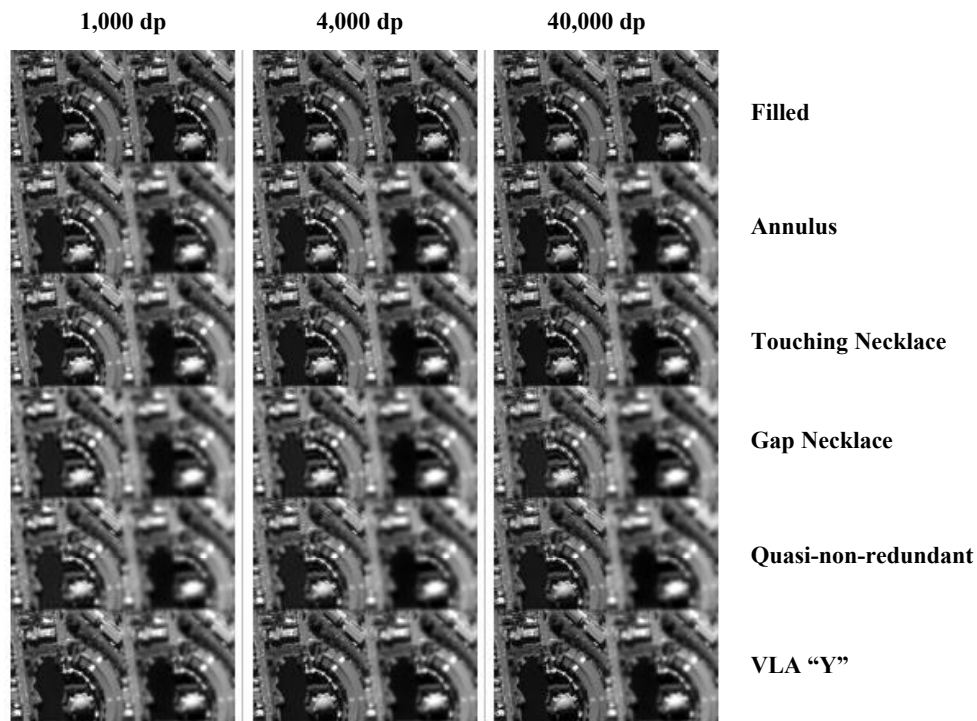 1,000 dp
4,000 dp
40,000 dp
Filled
Annulus
Touching Necklace
Gap Necklace
Quasi-non-redundant
VLA “Y”